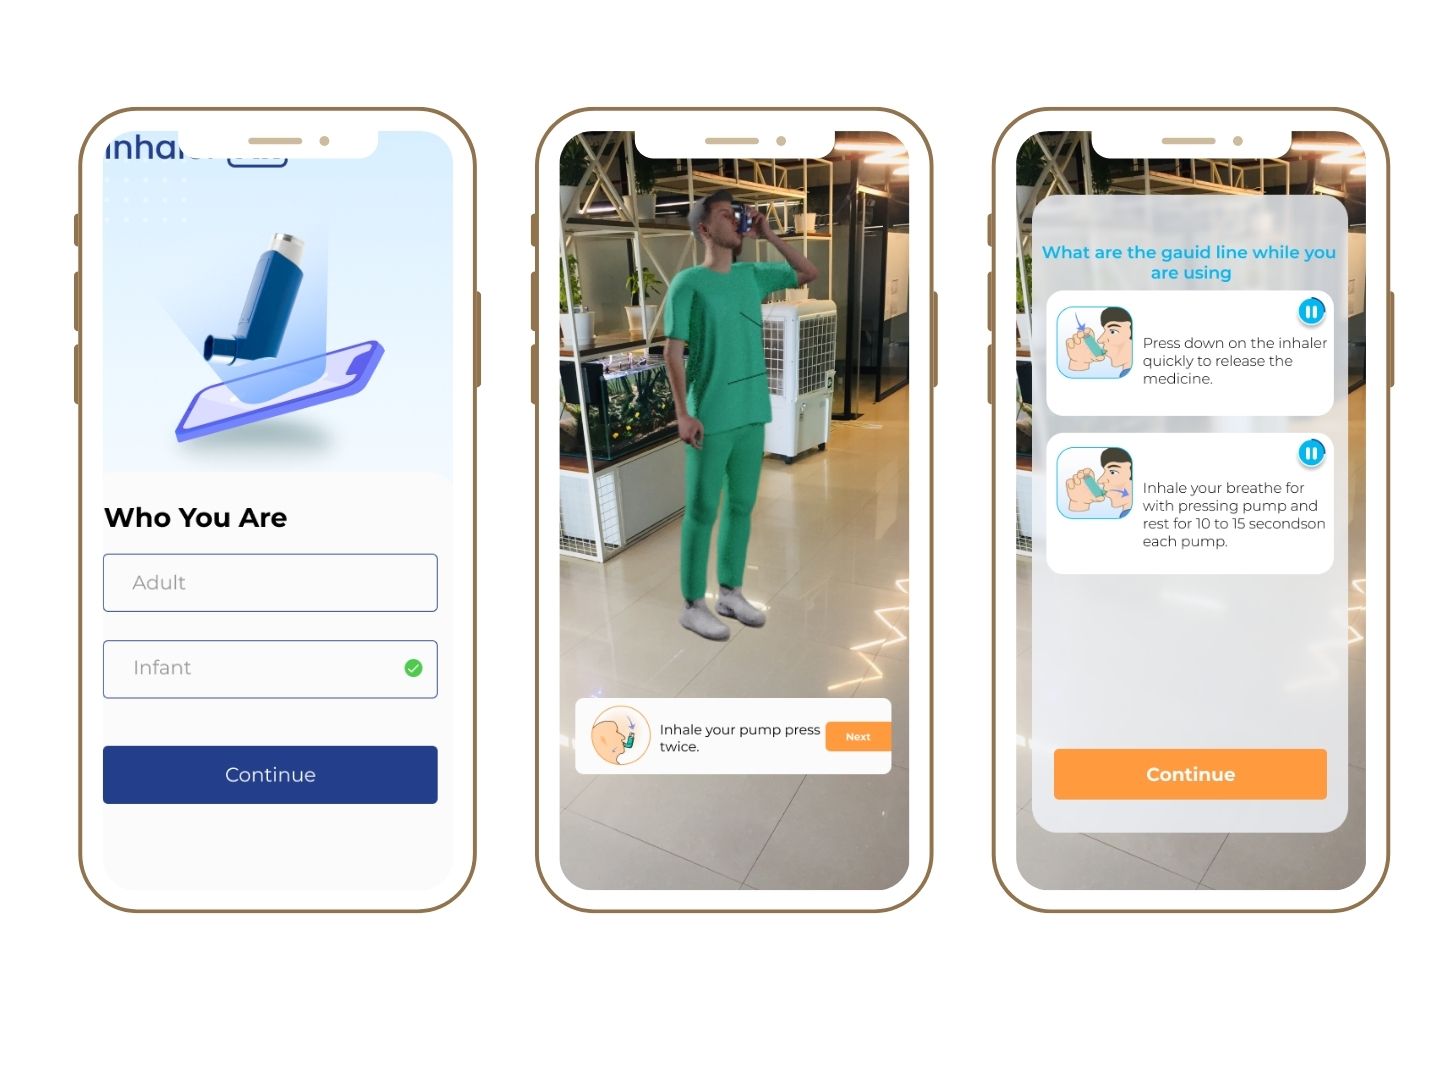 Who You Are
Adult
Infant
Continue
Inhale your pump press
twice.
Next
What are the gauid line while you
are using
Press down on the inhaler
quickly to release the
medicine.
Inhale your breathe for
with pressing pump and
rest for 10 to 15 secondson
each pump.
Continue